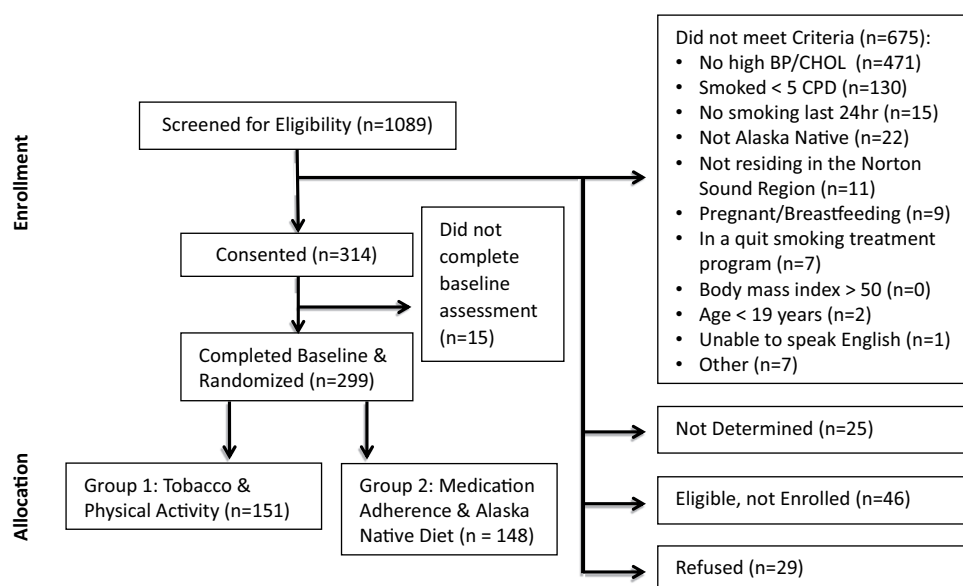 Enrollment
Screened for Eligibility (n=1089)
Consented (n=314)
Did not
complete
baseline
assessment
(n=15)
Completed Baseline &
Randomized (n=299)
Did not meet Criteria (n=675):
• No high BP/CHOL (n=471)
• Smoked < 5 CPD (n=130)
• No smoking last 24hr (n=15)
• Not Alaska Native (n=22)
• Not residing in the Norton
Sound Region (n=11)
• Pregnant/Breastfeeding (n=9)
• In a quit smoking treatment
program (n=7)
• Body mass index > 50 (n=0)
• Age < 19 years (n=2)
• Unable to speak English (n=1)
• Other (n=7)
Not Determined (n=25)
Eligible, not Enrolled (n=46)
Refused (n=29)
Allocation
Group 1: Tobacco &
Physical Activity (n=151)
Group 2: Medication
Adherence & Alaska
Native Diet (n = 148)